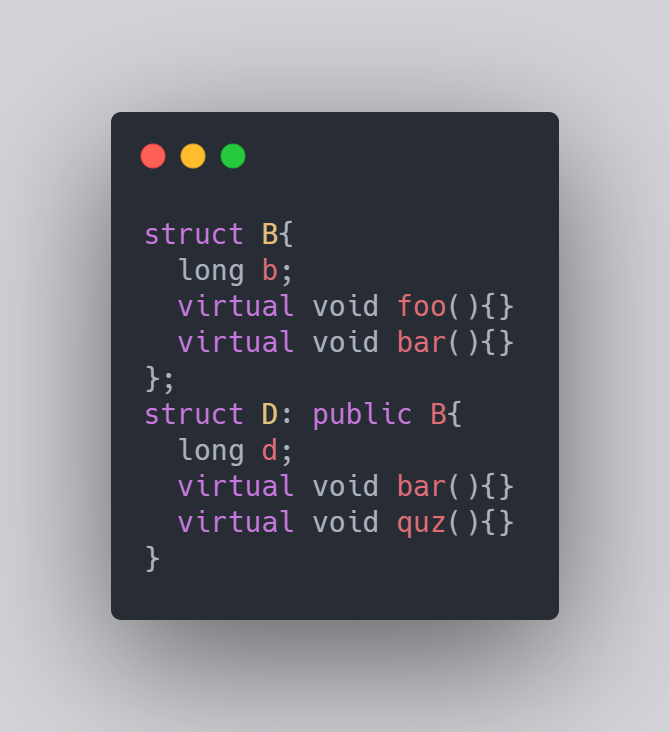 struct B{
  long b;
  virtual void foo(){}
  virtual void bar(){}
};
struct D: public B{
  long d;
  virtual void bar(){}
  virtual void quz(){}
}